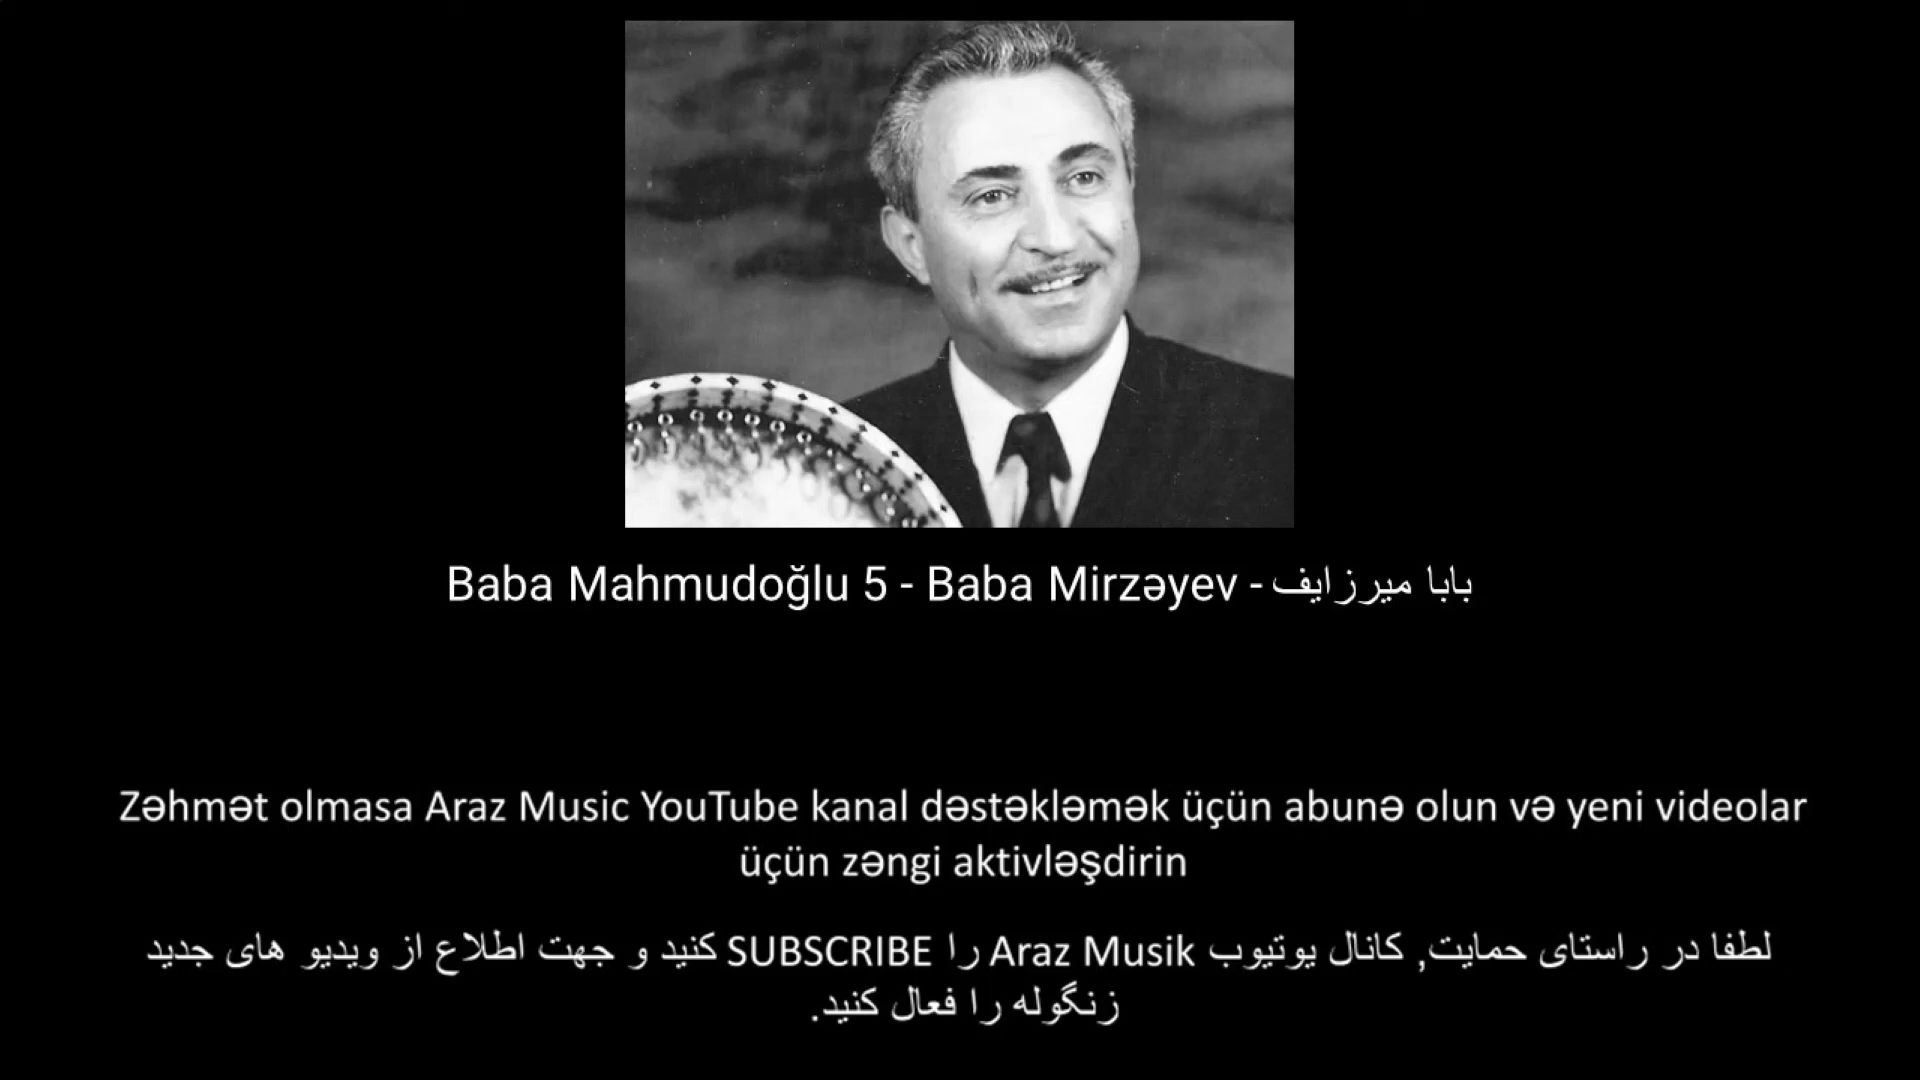 Baba Mahmudoğlu 5 - Baba Mirzəyev - بابا میرزایف
Zəhmət olmasa Araz Music YouTube kanal dəstəkləmək üçün abunə olun və yeni videolar
üçün zəngi aktivləşdirin
لطفا در راستای حمایت, کانال یوتیوب Araz Musik را SUBSCRIBE کنید و جهت اطلاع از ویدیو های جدید
زنگوله را فعال کنید.